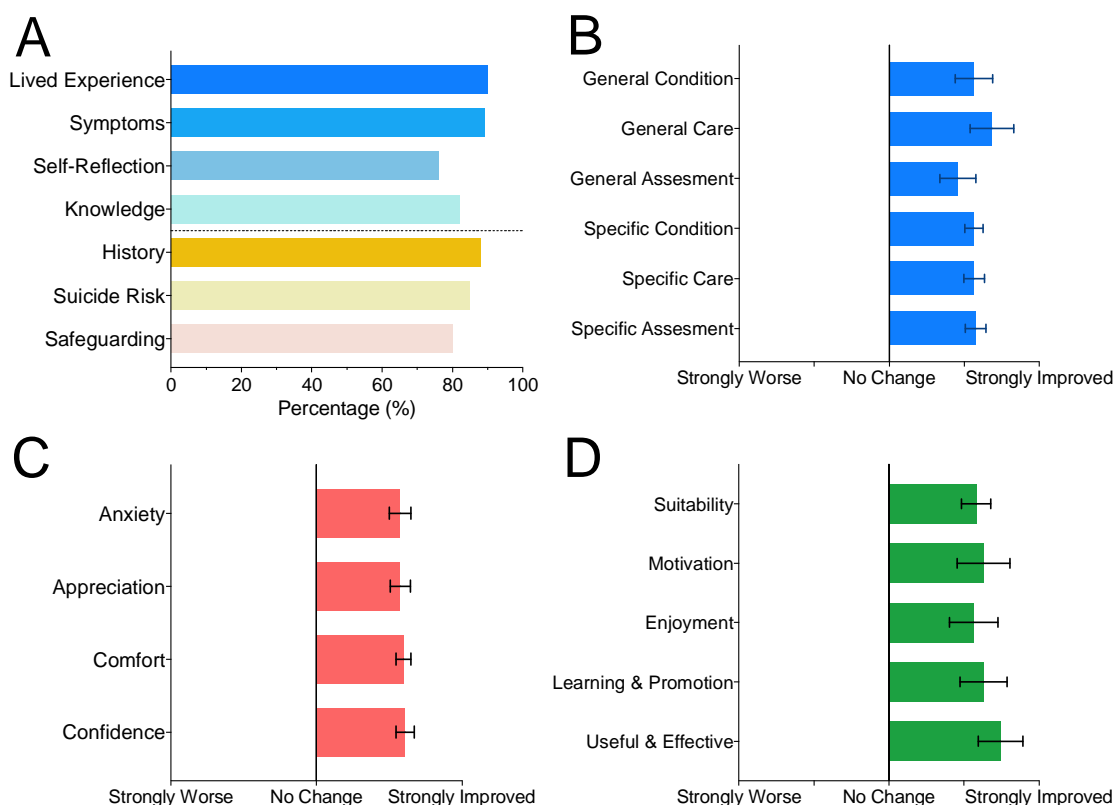 A
Lived Experience
Symptoms
Self-Reflection
Knowledge
History
Suicide Risk
Safeguarding
0 20 40 60 80 100
Percentage (%)
B
General Condition
General Care
General Assesment
Specific Condition
Specific Care
Specific Assesment
Strongly Worse No Change Strongly Improved
C
Anxiety
Appreciation
Comfort
Confidence
Strongly Worse No Change Strongly Improved
D
Suitability
Motivation
Enjoyment
Learning & Promotion
Useful & Effective
Strongly Worse No Change Strongly Improved